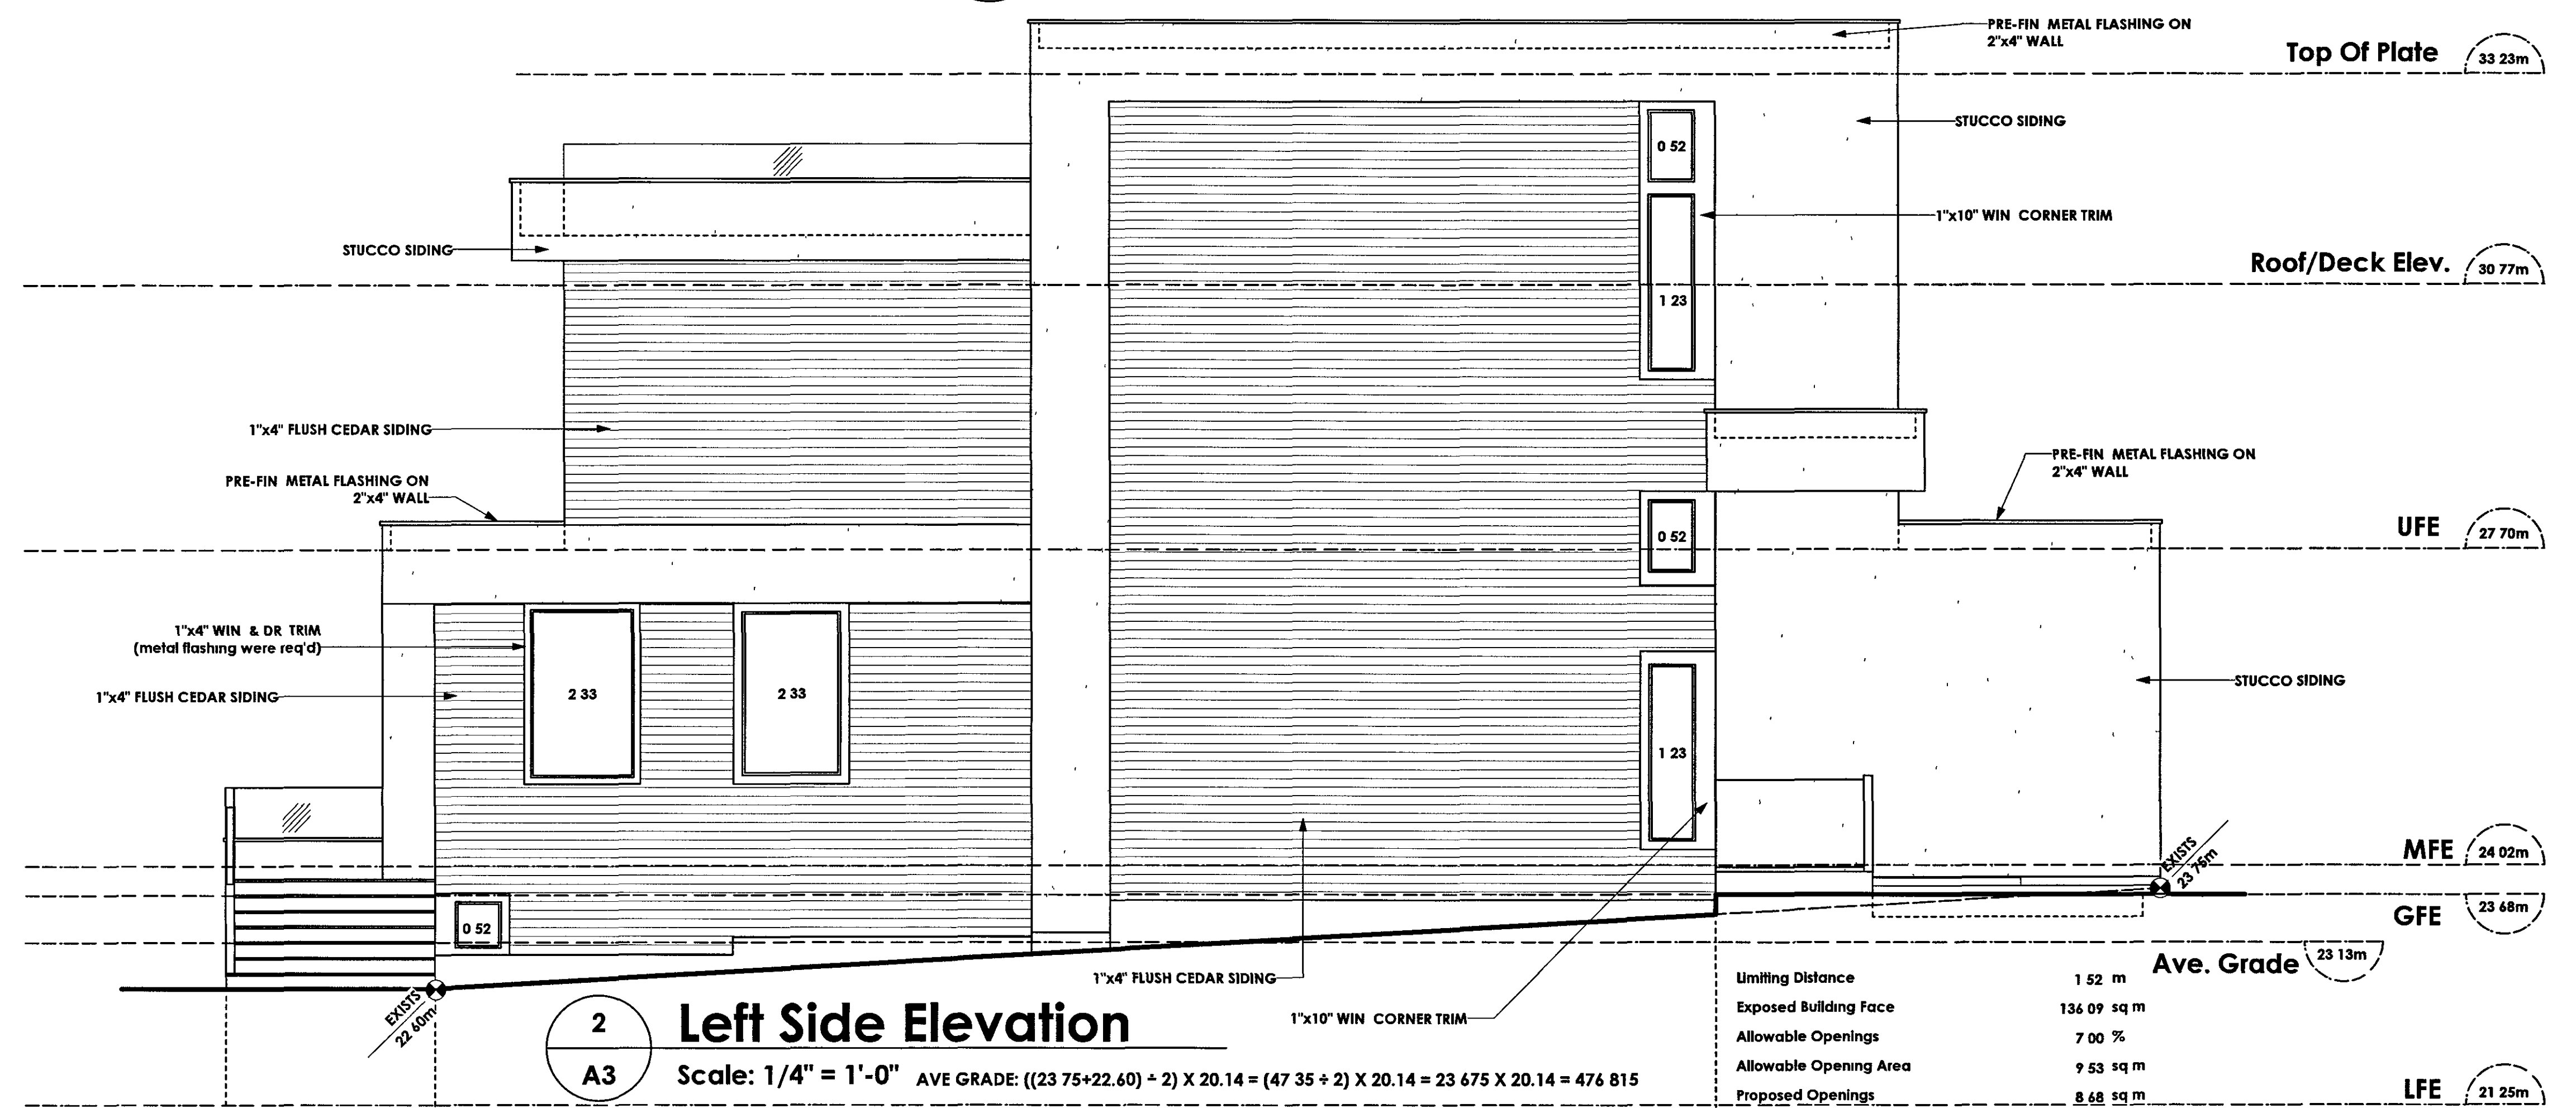 PRE-FIN METAL FLASHING ON
2"x4" WALL
Top Of Plate
33 23m
STUCCO SIDING
0 52
1"x10" WIN CORNER TRIM
STUCCO SIDING
Roof/Deck Elev.
30 77m
1 23
1"x4" FLUSH CEDAR SIDING
PRE-FIN METAL FLASHING ON
2"x4" WALL
PRE-FIN METAL FLASHING ON
2"x4" WALL
UFE
27 70m
0 52
1"x4" WIN & DR TRIM
(metal flashing were req'd)
1"x4" FLUSH CEDAR SIDING
2 33
2 33
STUCCO SIDING
1 23
MFE
24 02m
EXISTS
23 75m
GFE
23 68m
0 52
Ave. Grade
23 13m
1"x4" FLUSH CEDAR SIDING
1"x10" WIN CORNER TRIM
EXISTS
22 60m
2
A3
Left Side Elevation
Scale: 1/4" = 1'-0"
AVE GRADE: ((23 75+22.60) ÷ 2) X 20.14 = (47 35 ÷ 2) X 20.14 = 23 675 X 20.14 = 476 815
Limiting Distance 1 52 m
Exposed Building Face 136 09 sq m
Allowable Openings 7 00 %
Allowable Opening Area 9 53 sq m
Proposed Openings 8 68 sq m
LFE
21 25m